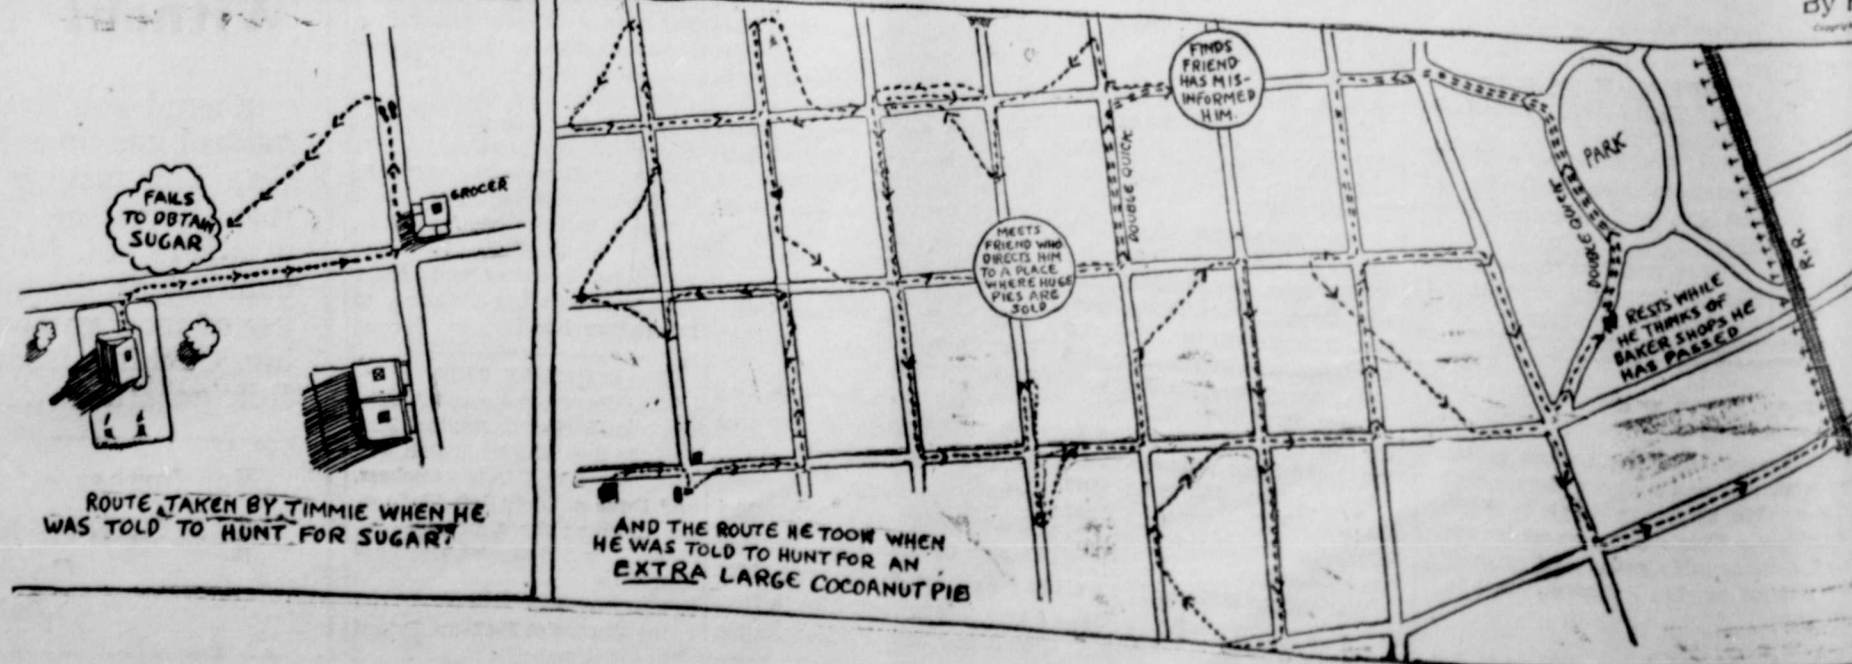 By
FAILS
TO OBTAIN
SUGAR
GROCER
ROUTE TAKEN BY TIMMIE WHEN HE
WAS TOLD TO HUNT FOR SUGAR,
FINDS
FRIEND
HAS MIS-
INFORMED
HIM.
DOUBLE QUICK
MEETS
FRIEND WHO
DIRECTS HIM
TO A PLACE
WHERE HUGE
PIES ARE
SOLD
PARK
DOUBLE QUICK
R.R.
RESTS WHILE
HE THINKS OF
BAKER SHOPS HE
HAS PASSED
AND THE ROUTE HE TOOK WHEN
HE WAS TOLD TO HUNT FOR AN
EXTRA LARGE COCOANUT PIE